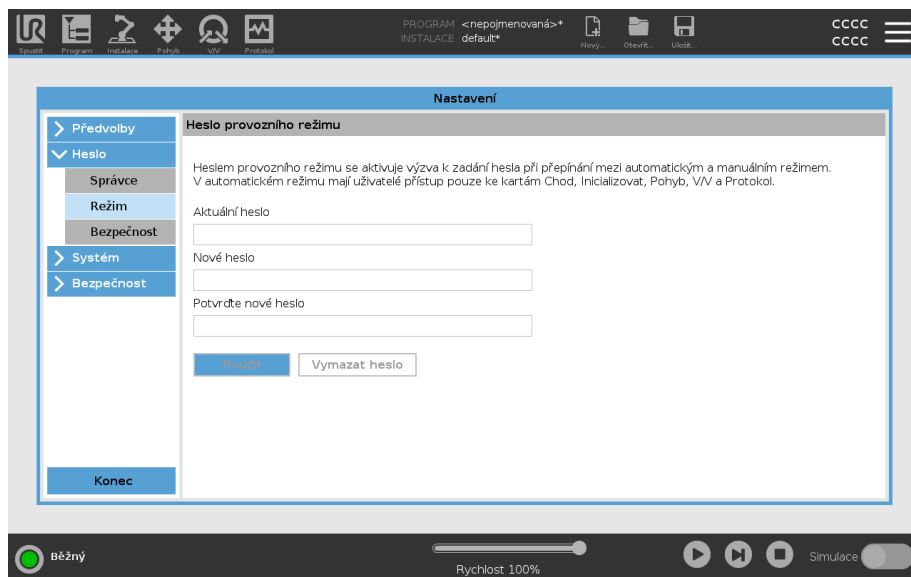 PROGRAM <nepojmenovaná>*
INSTALACE default*
CCCC
CCCC
Spustit Program Instalace Pohyb V/V Protokol Nový... Otevřít... Uložit...
Nastavení
Předvolby
Heslo
Správce
Režim
Bezpečnost
Systém
Bezpečnost
Konec
Heslo provozního režimu
Heslem provozního režimu se aktivuje výzva k zadání hesla při přepínání mezi automatickým a manuálním režimem.
V automatickém režimu mají uživatelé přístup pouze ke kartám Chod, Inicializovat, Pohyb, V/V a Protokol.
Aktuální heslo
Nové heslo
Potvrďte nové heslo
Použít Vymazat heslo
Běžný
Rychlost 100%
Simulace